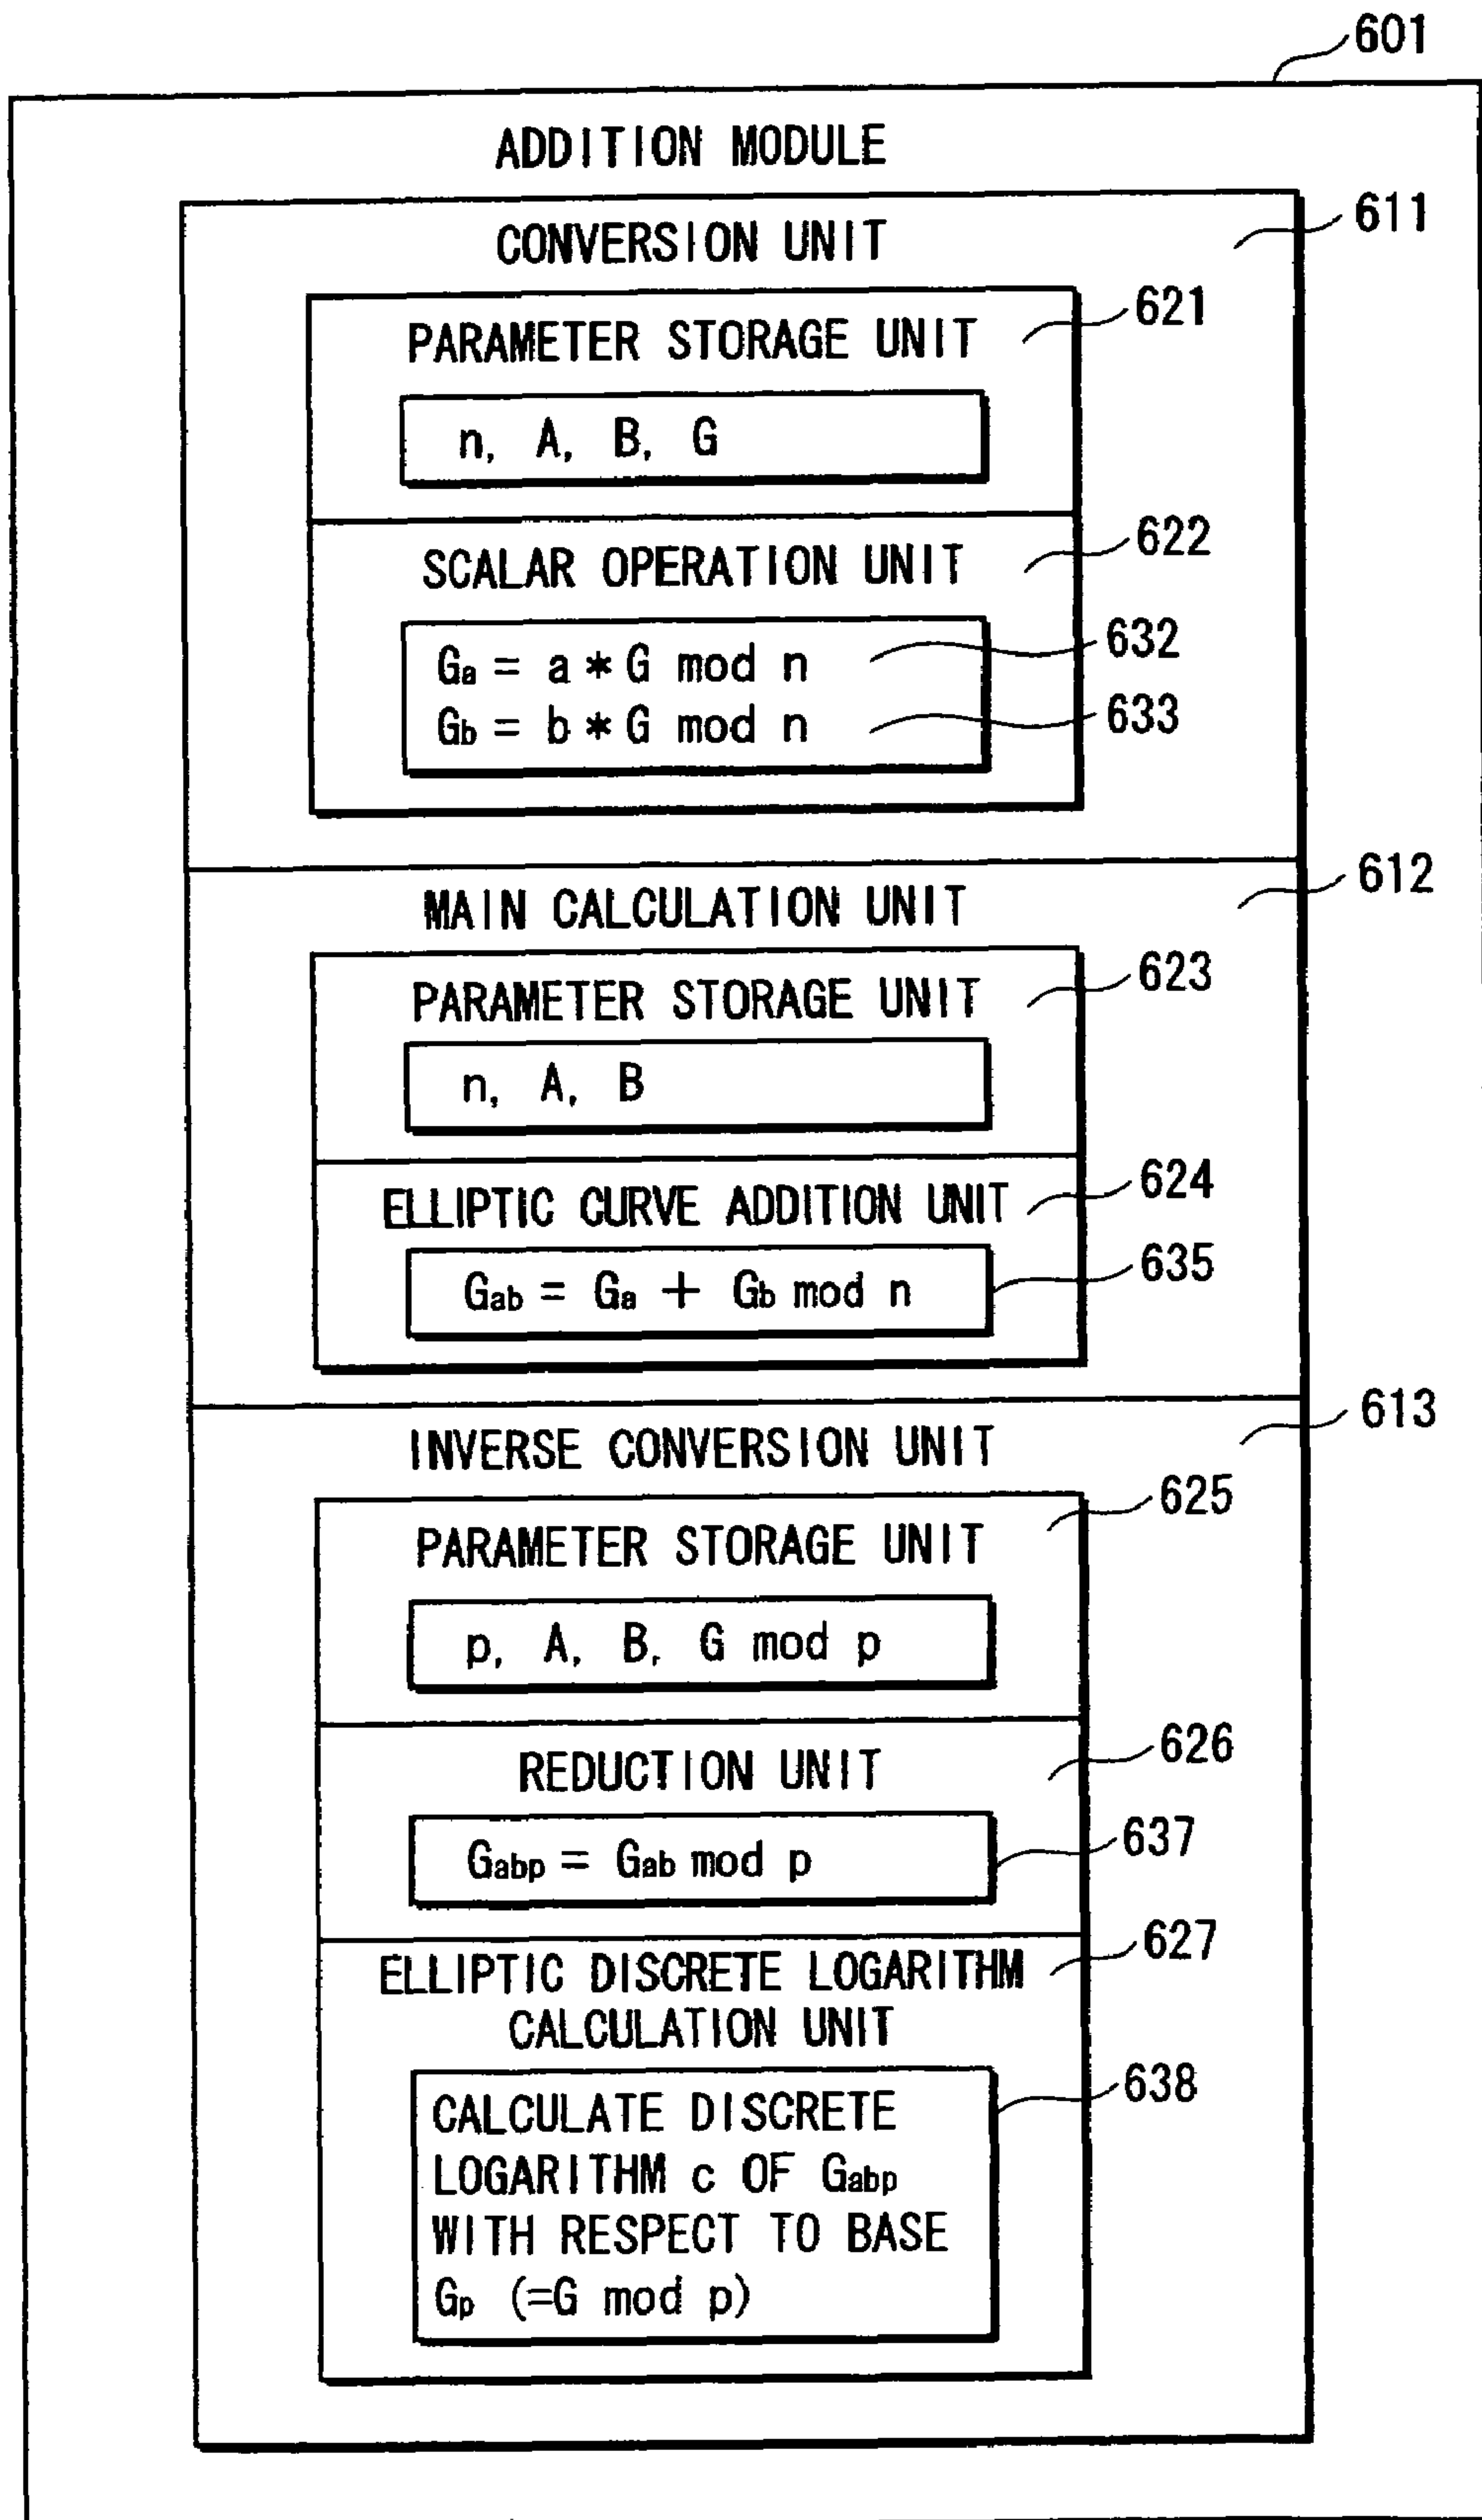 601
ADDITION MODULE
CONVERSION UNIT
611
PARAMETER STORAGE UNIT
621
n, A, B, G
SCALAR OPERATION UNIT
622
Ga = a * G mod n
632
Gb = b * G mod n
633
MAIN CALCULATION UNIT
612
PARAMETER STORAGE UNIT
623
n, A, B
ELLIPTIC CURVE ADDITION UNIT
624
Gab = Ga + Gb mod n
635
INVERSE CONVERSION UNIT
613
PARAMETER STORAGE UNIT
625
p, A, B, G mod p
REDUCTION UNIT
626
Gabp = Gab mod p
637
ELLIPTIC DISCRETE LOGARITHM
627
CALCULATION UNIT
CALCULATE DISCRETE
638
LOGARITHM c OF Gabp
WITH RESPECT TO BASE
Gp (=G mod p)